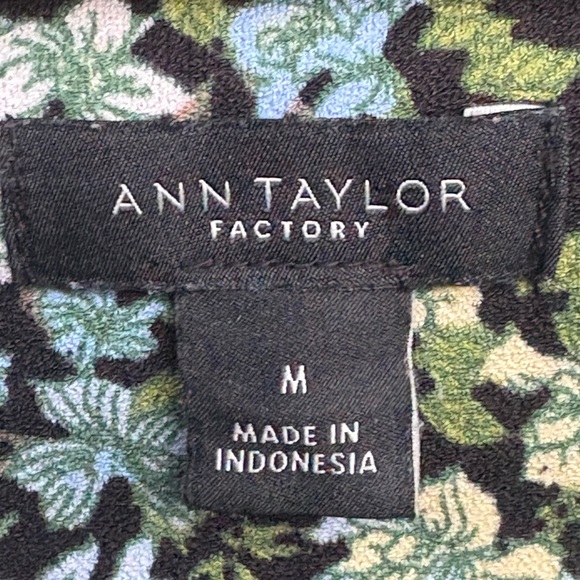 ANN TAYLOR
FACTORY
M
MADE IN
INDONESIA